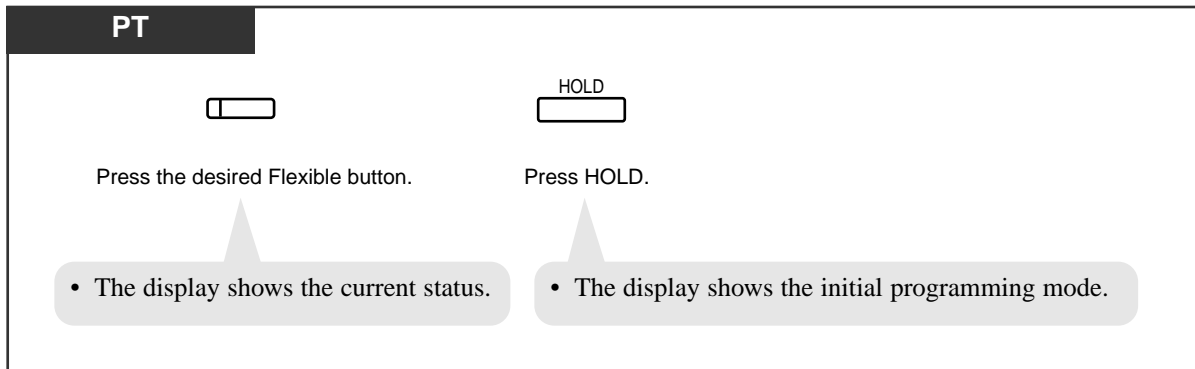 PT
HOLD
Press the desired Flexible button.
Press HOLD.
• The display shows the current status.
• The display shows the initial programming mode.